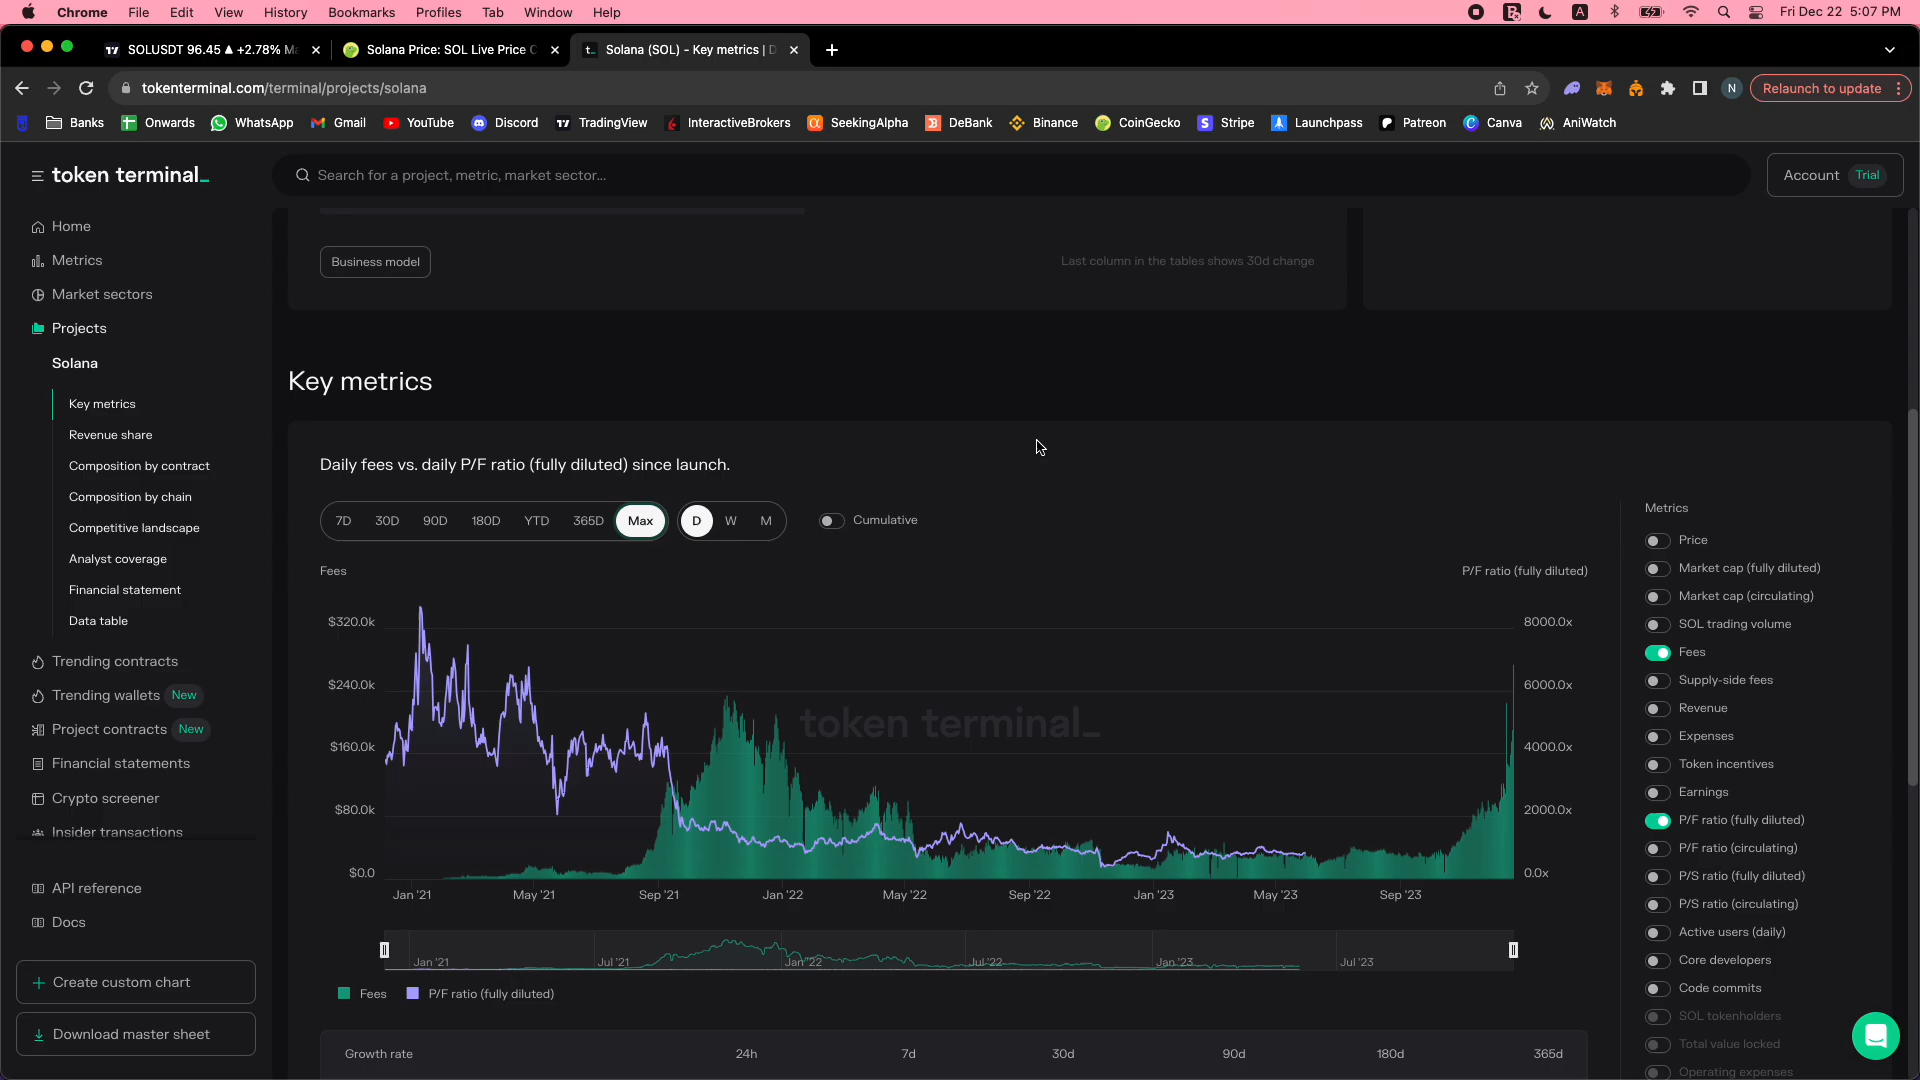 Chrome File Edit View History Bookmarks Profiles Tab Window Help
A Fri Dec 22 5:07 PM
SOLUSDT 96.45 ▲ +2.78% Ma
Solana Price: SOL Live Price C
Solana (SOL) - Key metrics | D
tokenterminal.com/terminal/projects/solana
N Relaunch to update
Banks Onwards WhatsApp Gmail YouTube Discord TradingView InteractiveBrokers SeekingAlpha DeBank Binance CoinGecko Stripe Launchpass Patreon Canva AniWatch
token terminal_
Search for a project, metric, market sector...
Account Trial
Home
Metrics
Market sectors
Projects
Solana
Key metrics
Revenue share
Composition by contract
Composition by chain
Competitive landscape
Analyst coverage
Financial statement
Data table
Trending contracts
Trending wallets New
Project contracts New
Financial statements
Crypto screener
Insider transactions
API reference
Docs
Create custom chart
Download master sheet
Business model
Last column in the tables shows 30d change
Key metrics
Daily fees vs. daily P/F ratio (fully diluted) since launch.
7D 30D 90D 180D YTD 365D Max D W M Cumulative
Fees P/F ratio (fully diluted)
$320.0k 8000.0x
$240.0k 6000.0x
token terminal_
$160.0k 4000.0x
$80.0k 2000.0x
$0.0 0.0x
Jan '21 May '21 Sep '21 Jan '22 May '22 Sep '22 Jan '23 May '23 Sep '23
Jan '21 Jul '21 Jan '22 Jul '22 Jan '23 Jul '23
Fees P/F ratio (fully diluted)
Growth rate 24h 7d 30d 90d 180d 365d
Metrics
Price
Market cap (fully diluted)
Market cap (circulating)
SOL trading volume
Fees
Supply-side fees
Revenue
Expenses
Token incentives
Earnings
P/F ratio (fully diluted)
P/F ratio (circulating)
P/S ratio (fully diluted)
P/S ratio (circulating)
Active users (daily)
Core developers
Code commits
SOL tokenholders
Total value locked
Operating expenses